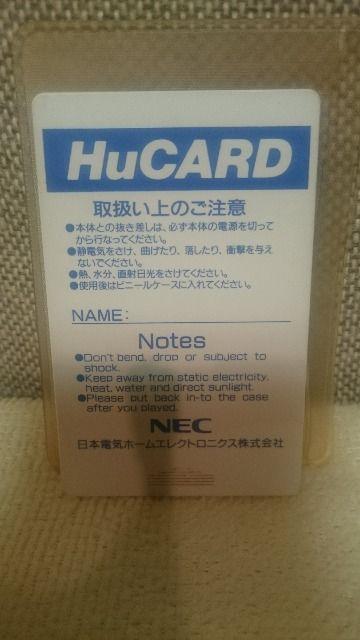 HuCARD
取扱い上のご注意
●本体との抜き差しは、必ず本体の電源を切って
から行なってください。
●静電気をさけ、曲げたり、落したり、衝撃を与え
ないでください。
●熱、水分、直射日光をさけてください。
●使用後はビニールケースに入れてください。
NAME:
Notes
●Don't bend, drop or subject to
shock.
●Keep away from static electricity,
heat, water and direct sunlight.
●Please put back in-to the case
after you played.
NEC
日本電気ホームエレクトロニクス株式会社